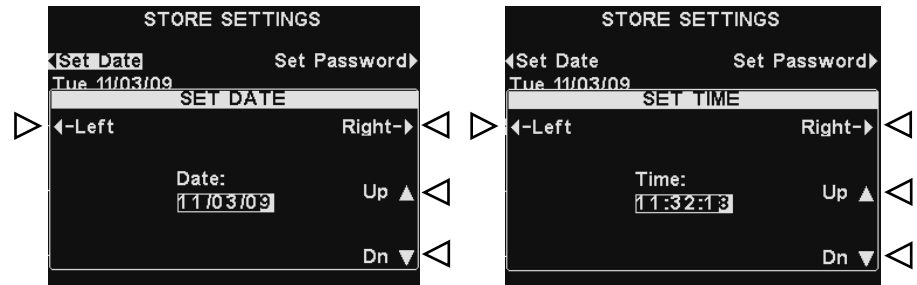 STORE SETTINGS
◀Set Date Set Password▶
Tue 11/03/09
SET DATE
◀-Left Right-▶
Date:
11/03/09
Up ▲
Dn ▼
STORE SETTINGS
◀Set Date Set Password▶
Tue 11/03/09
SET TIME
◀-Left Right-▶
Time:
11:32:18
Up ▲
Dn ▼